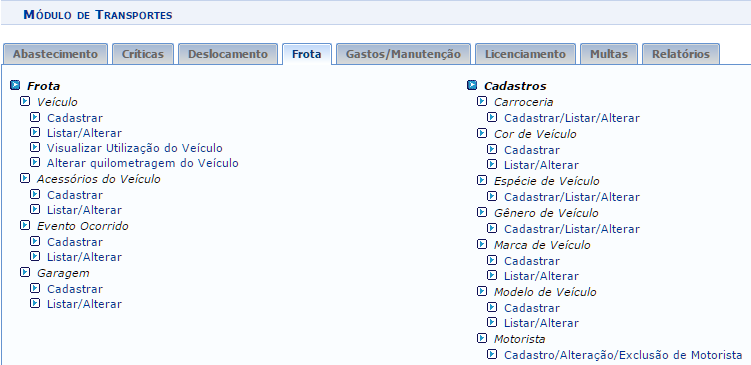 Módulo de Transportes
Abastecimento Críticas Deslocamento Frota Gastos/Manutenção Licenciamento Multas Relatórios
Frota
Veículo
Cadastrar
Listar/Alterar
Visualizar Utilização do Veículo
Alterar quilometragem do Veículo
Acessórios do Veículo
Cadastrar
Listar/Alterar
Evento Ocorrido
Cadastrar
Listar/Alterar
Garagem
Cadastrar
Listar/Alterar
Cadastros
Carroceria
Cadastrar/Listar/Alterar
Cor de Veículo
Cadastrar
Listar/Alterar
Espécie de Veículo
Cadastrar/Listar/Alterar
Gênero de Veículo
Cadastrar/Listar/Alterar
Marca de Veículo
Cadastrar
Listar/Alterar
Modelo de Veículo
Cadastrar
Listar/Alterar
Motorista
Cadastro/Alteração/Exclusão de Motorista